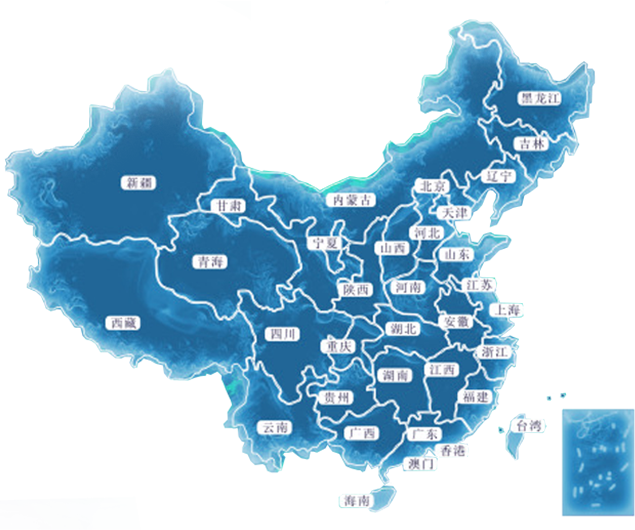 黑龙江
吉林
辽宁
新疆
北京
内蒙古
甘肃
天津
河北
宁夏
山西
山东
青海
陕西
河南
江苏
上海
西藏
安徽
湖北
四川
重庆
浙江
江西
湖南
贵州
福建
云南
广西
广东
台湾
香港
澳门
海南